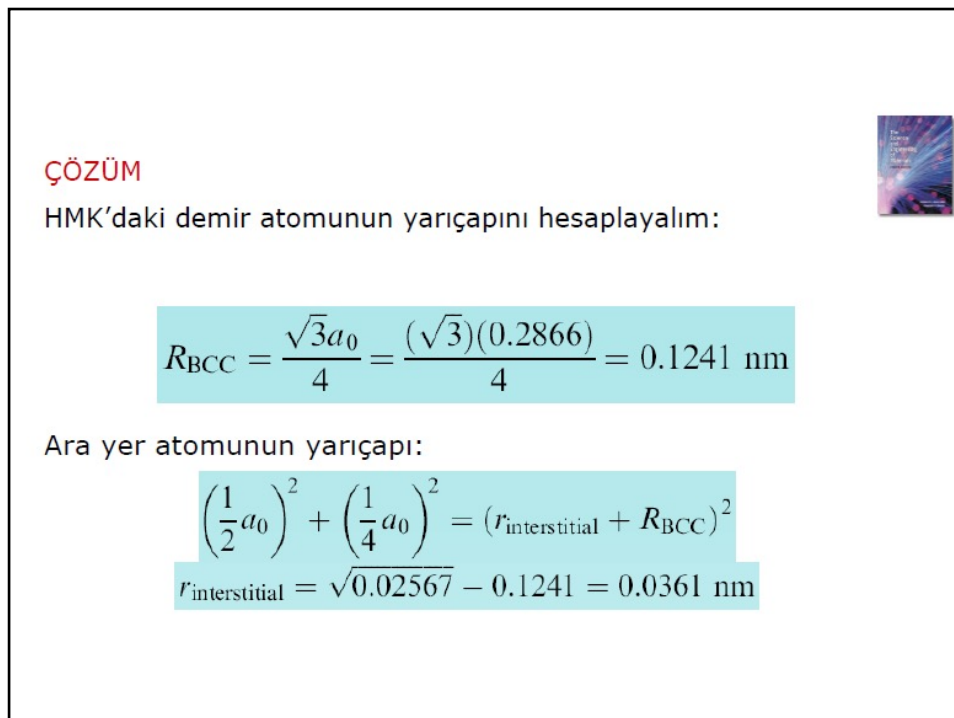 ÇÖZÜM
HMK’daki demir atomunun yarıçapını hesaplayalım:
R_BCC = √3a₀/4 = (√3)(0.2866)/4 = 0.1241 nm
Ara yer atomunun yarıçapı:
(1/2 a₀)² + (1/4 a₀)² = (r_interstitial + R_BCC)²
r_interstitial = √0.02567 − 0.1241 = 0.0361 nm